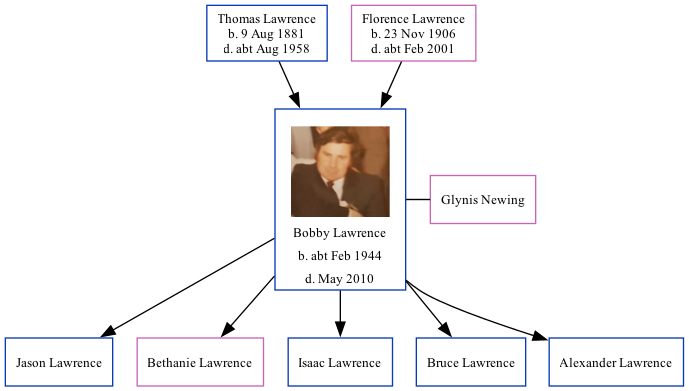 Thomas Lawrence
b. 9 Aug 1881
d. abt Aug 1958
Florence Lawrence
b. 23 Nov 1906
d. abt Feb 2001
Bobby Lawrence
b. abt Feb 1944
d. May 2010
Glynis Newing
Jason Lawrence
Bethanie Lawrence
Isaac Lawrence
Bruce Lawrence
Alexander Lawrence